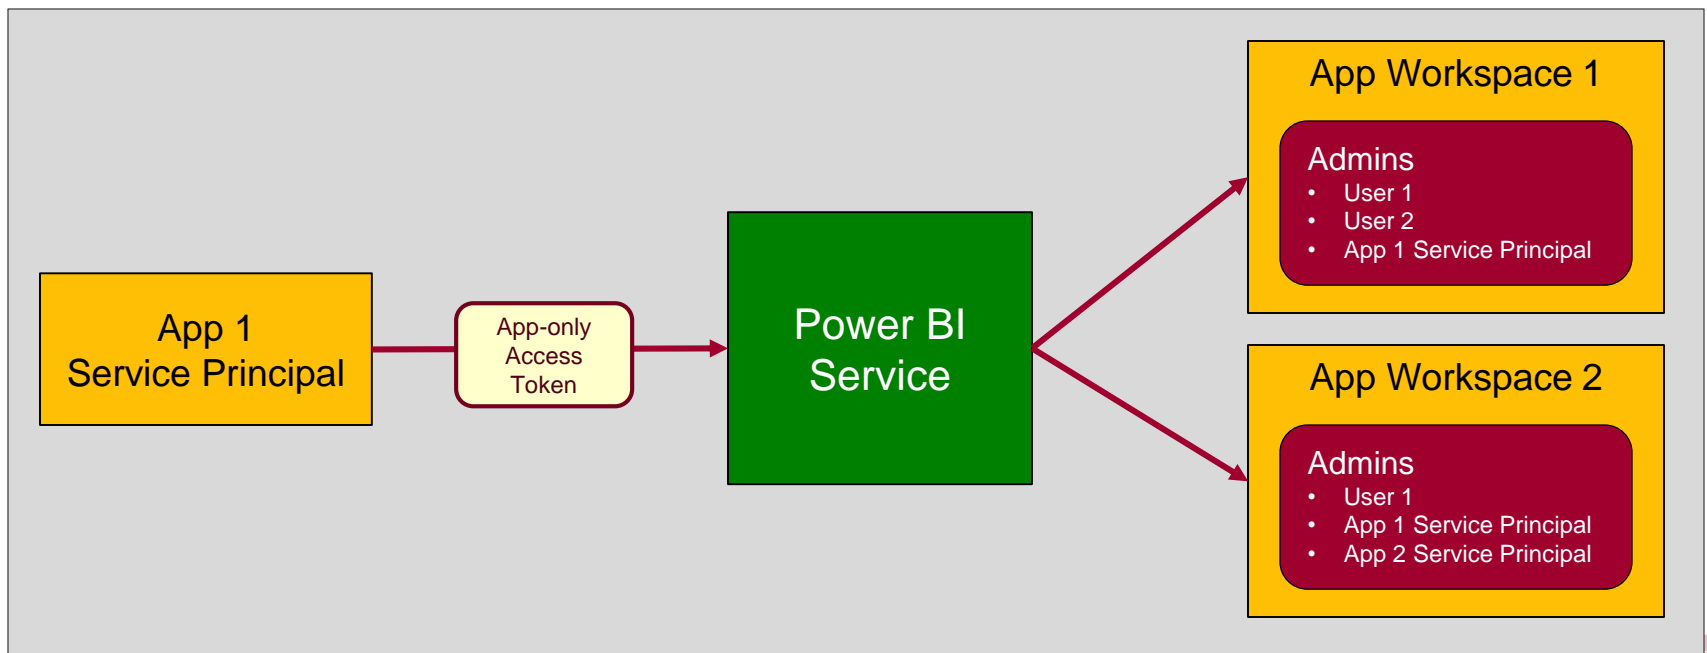 App 1
Service Principal
App-only
Access
Token
Power BI
Service
App Workspace 1
Admins
• User 1
• User 2
• App 1 Service Principal
App Workspace 2
Admins
• User 1
• App 1 Service Principal
• App 2 Service Principal